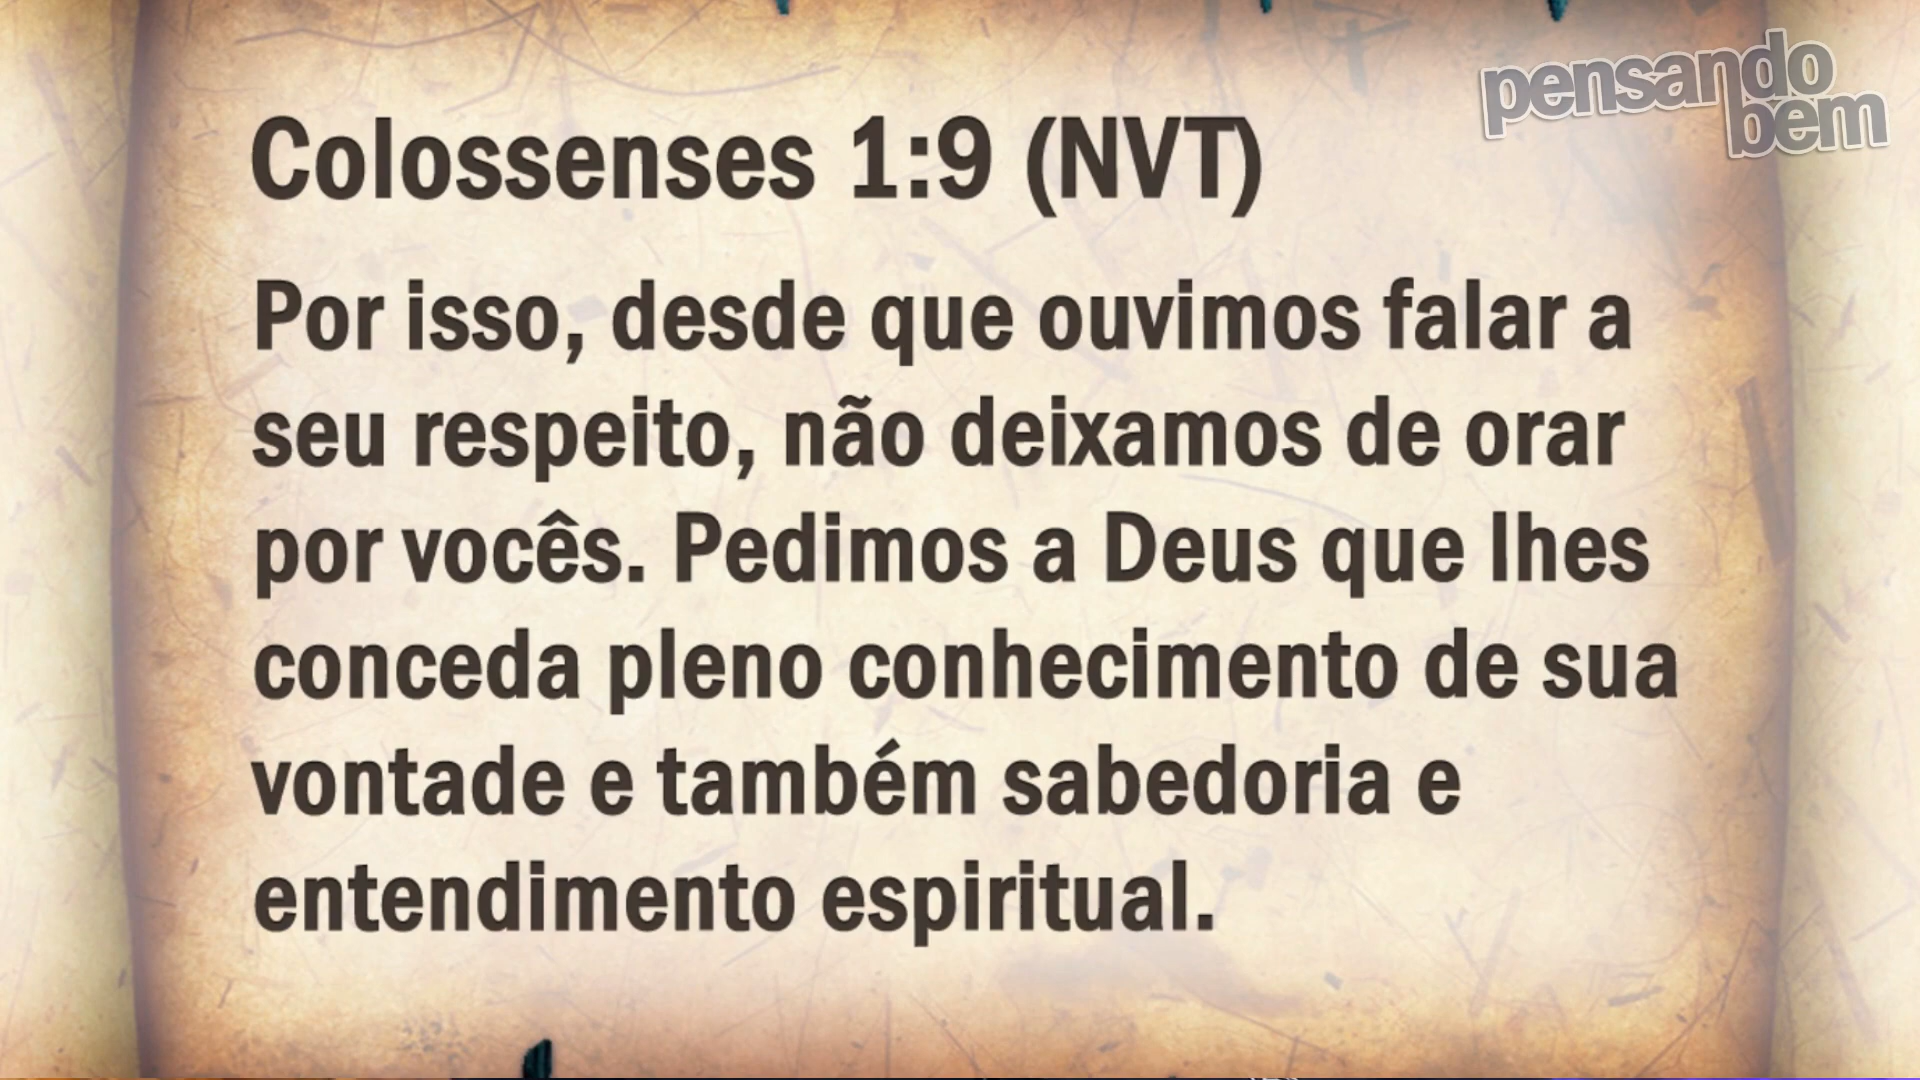 pensando
bem
Colossenses 1:9 (NVT)
Por isso, desde que ouvimos falar a
seu respeito, não deixamos de orar
por vocês. Pedimos a Deus que lhes
conceda pleno conhecimento de sua
vontade e também sabedoria e
entendimento espiritual.